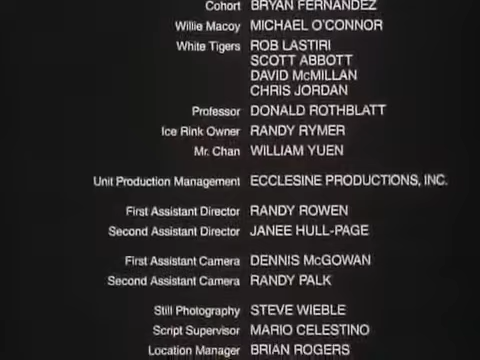 Cohort BRYAN FERNANDEZ
Willie Macoy MICHAEL O'CONNOR
White Tigers ROB LASTIRI
SCOTT ABBOTT
DAVID McMILLAN
CHRIS JORDAN
Professor DONALD ROTHBLATT
Ice Rink Owner RANDY RYMER
Mr. Chan WILLIAM YUEN
Unit Production Management ECCLESINE PRODUCTIONS, INC.
First Assistant Director RANDY ROWEN
Second Assistant Director JANEE HULL-PAGE
First Assistant Camera DENNIS McGOWAN
Second Assistant Camera RANDY PALK
Still Photography STEVE WIEBLE
Script Supervisor MARIO CELESTINO
Location Manager BRIAN ROGERS